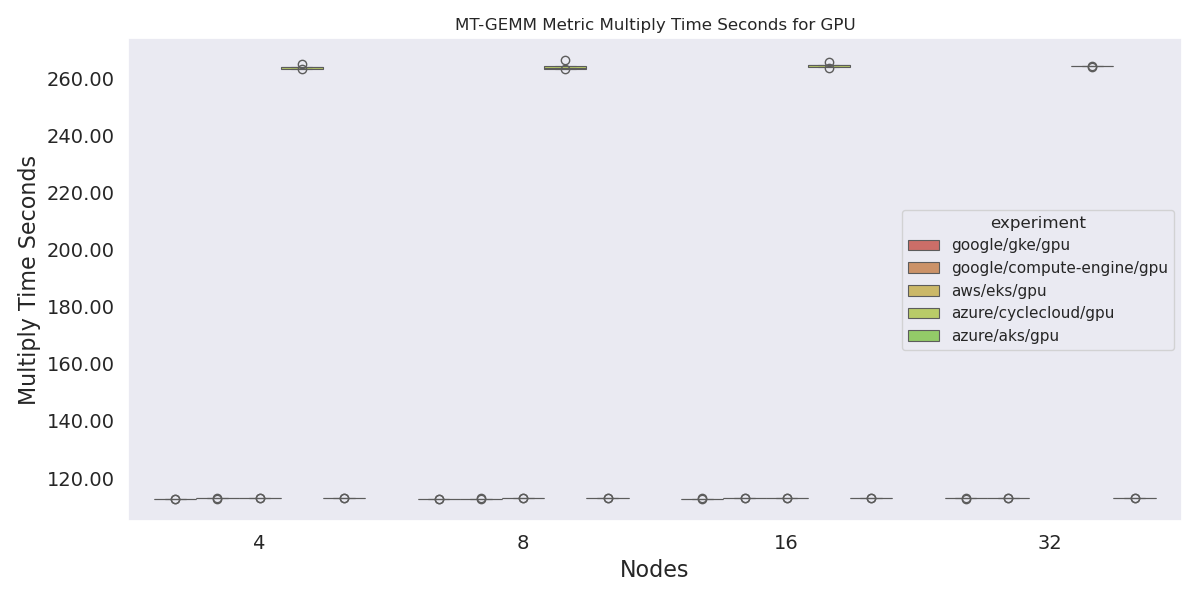 MT-GEMM Metric Multiply Time Seconds for GPU
Multiply Time Seconds
260.00
240.00
220.00
200.00
180.00
160.00
140.00
120.00
experiment
google/gke/gpu
google/compute-engine/gpu
aws/eks/gpu
azure/cyclecloud/gpu
azure/aks/gpu
4 8 16 32
Nodes